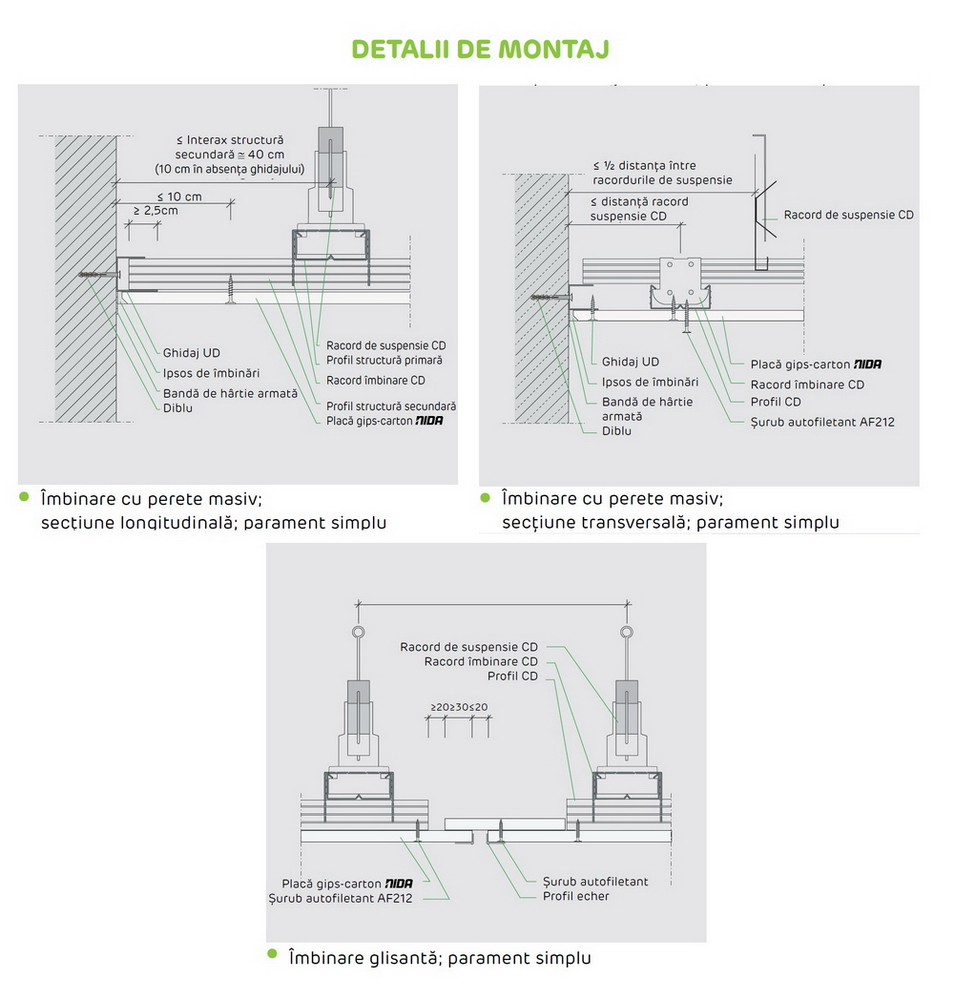 DETALII DE MONTAJ
≤ Interax structură
secundară ≅ 40 cm
(10 cm în absența ghidajului)
≤ 10 cm
≥ 2,5cm
Racord de suspensie CD
Profil structură primară
Racord îmbinare CD
Profil structură secundară
Placă gips-carton NIDA
Ghidaj UD
Ipsos de îmbinări
Bandă de hârtie armată
Diblu
Îmbinare cu perete masiv;
secțiune longitudinală; parament simplu
≤ ½ distanța între
racordurile de suspensie
≤ distanță racord
suspensie CD
Racord de suspensie CD
Ghidaj UD
Ipsos de îmbinări
Bandă de hârtie
armată
Diblu
Placă gips-carton NIDA
Racord îmbinare CD
Profil CD
Șurub autofiletant AF212
Îmbinare cu perete masiv;
secțiune transversală; parament simplu
Racord de suspensie CD
Racord îmbinare CD
Profil CD
≥20≥30≤20
Placă gips-carton NIDA
Șurub autofiletant AF212
Șurub autofiletant
Profil echer
Îmbinare glisantă; parament simplu